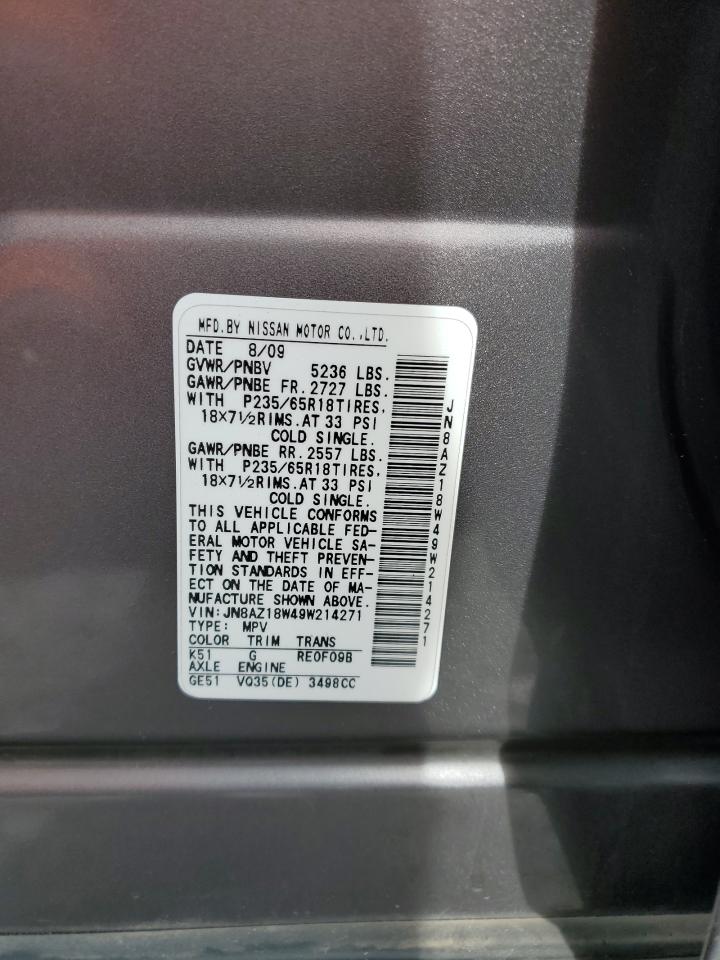 MFD.BY NISSAN MOTOR CO.,LTD.
DATE 8/09
GVWR/PNBV 5236 LBS.
GAWR/PNBE FR. 2727 LBS.
WITH P235/65R18TIRES,
18×7½RIMS.AT 33 PSI
COLD SINGLE.
GAWR/PNBE RR. 2557 LBS.
WITH P235/65R18TIRES,
18×7½RIMS.AT 33 PSI
COLD SINGLE.
THIS VEHICLE CONFORMS
TO ALL APPLICABLE FED-
ERAL MOTOR VEHICLE SA-
FETY AND THEFT PREVEN-
TION STANDARDS IN EFF-
ECT ON THE DATE OF MA-
NUFACTURE SHOWN ABOVE.
VIN:JN8AZ18W49W214271
TYPE: MPV
COLOR TRIM TRANS
K51 G RE0F09B
AXLE ENGINE
GE51 VQ35(DE) 3498CC
JN8AZ18W49W214271